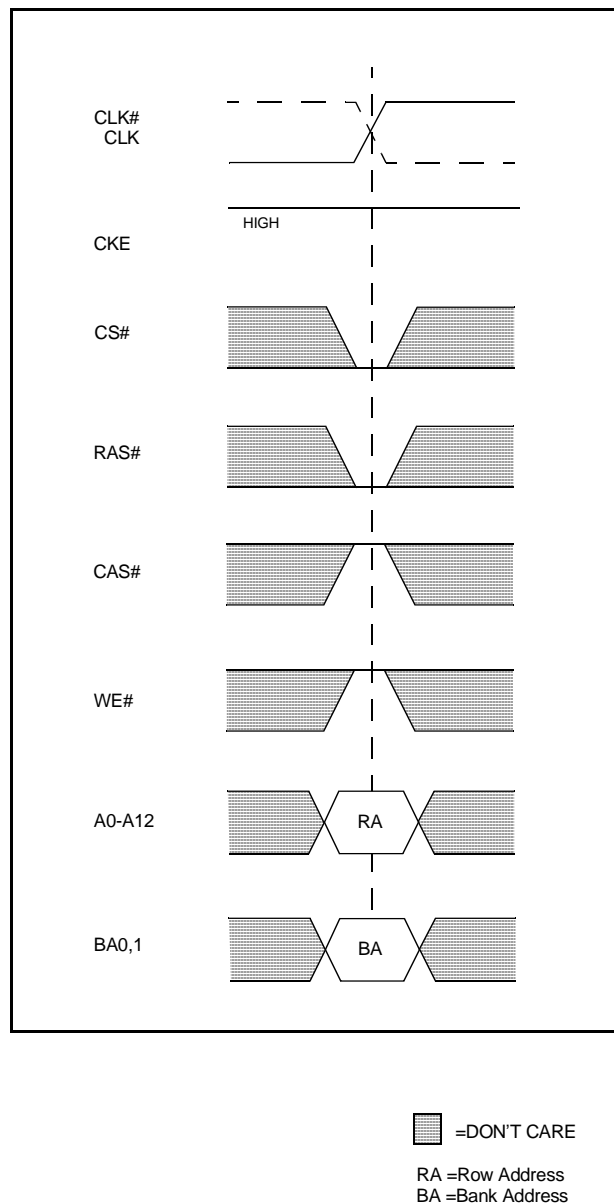 CLK#
CLK
HIGH
CKE
CS#
RAS#
CAS#
WE#
A0-A12
RA
BA0,1
BA
=DON'T CARE
RA =Row Address
BA =Bank Address